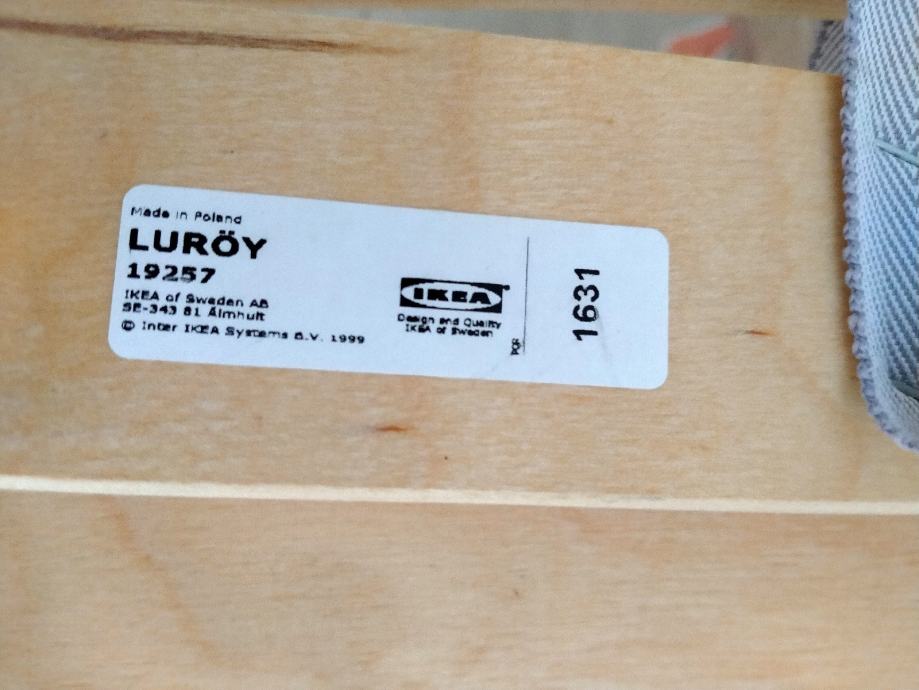 Made in Poland
LURÖY
19257
IKEA of Sweden AB
SE-343 81 Älmhult
© Inter IKEA Systems B.V. 1999
IKEA®
Design and Quality
IKEA of Sweden
PQR
1631